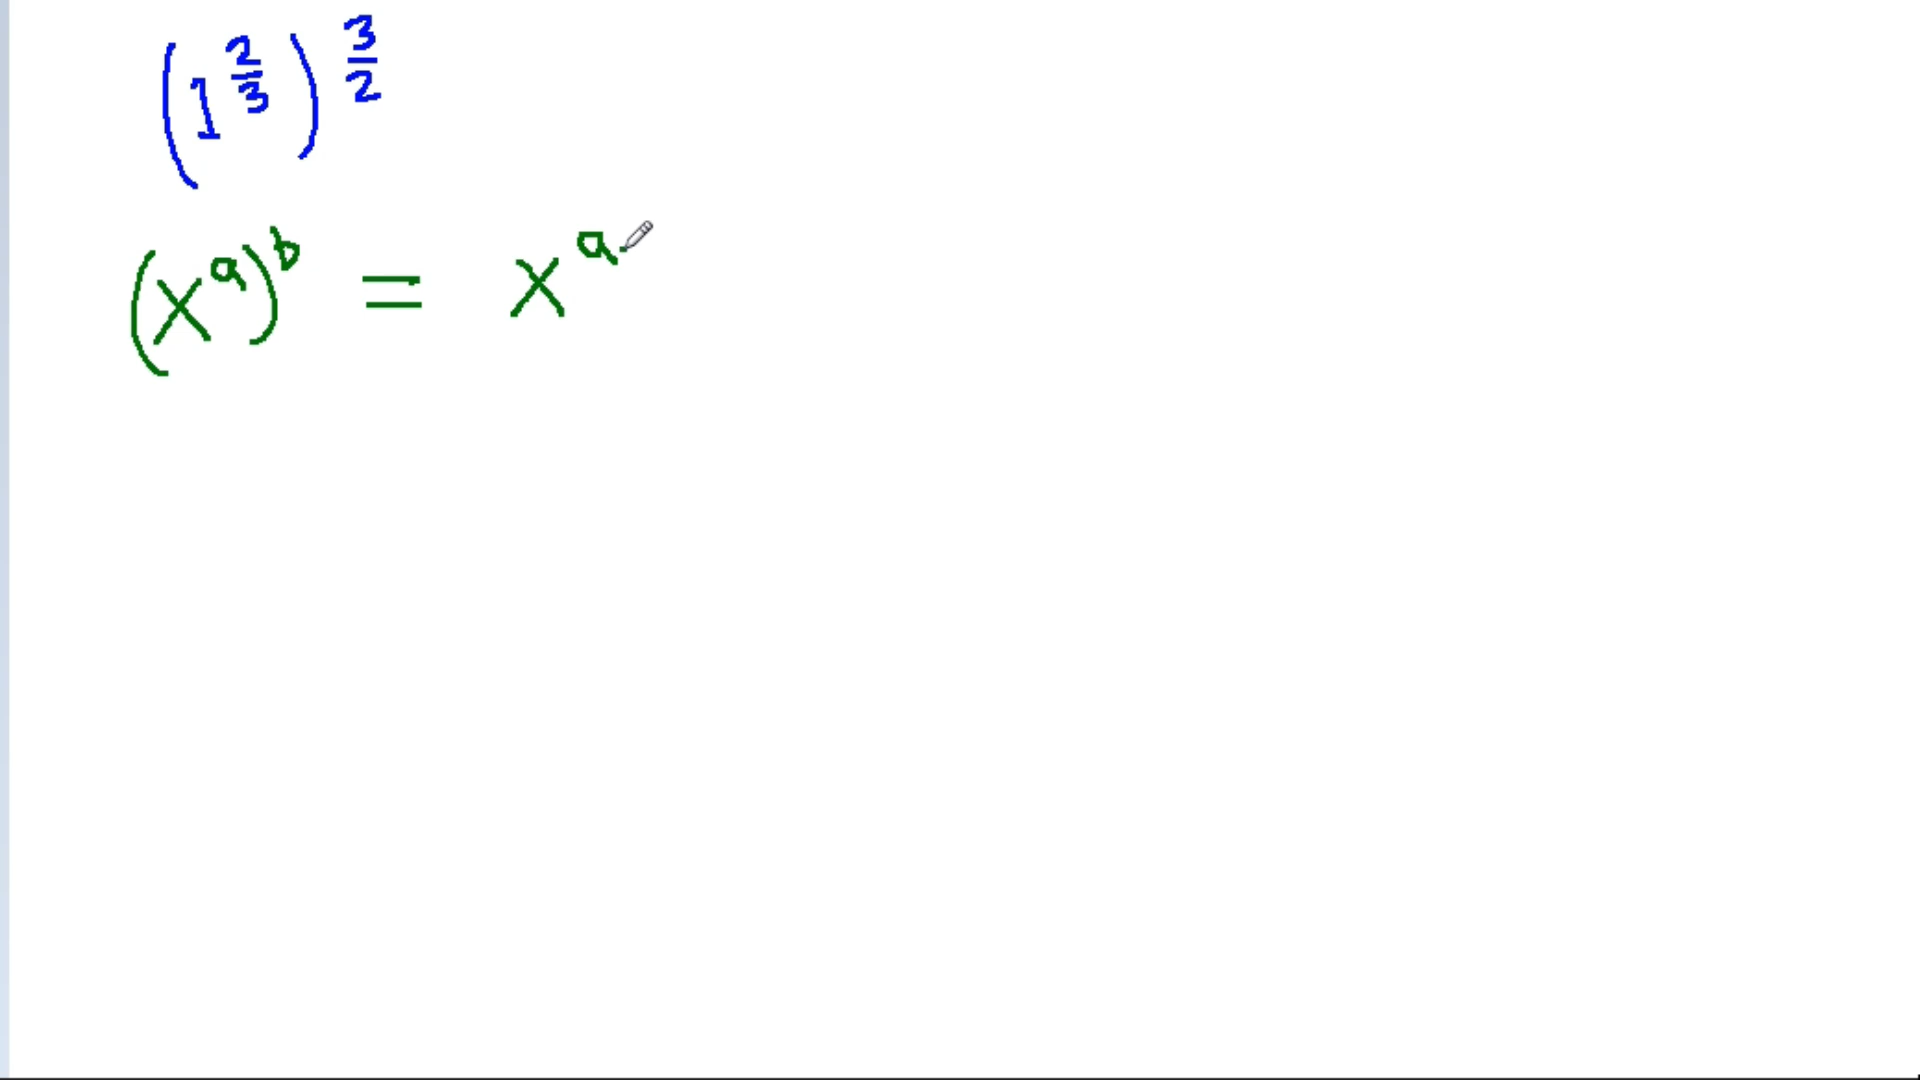 (1^{2/3})^{3/2}
(x^a)^b = x^{a·